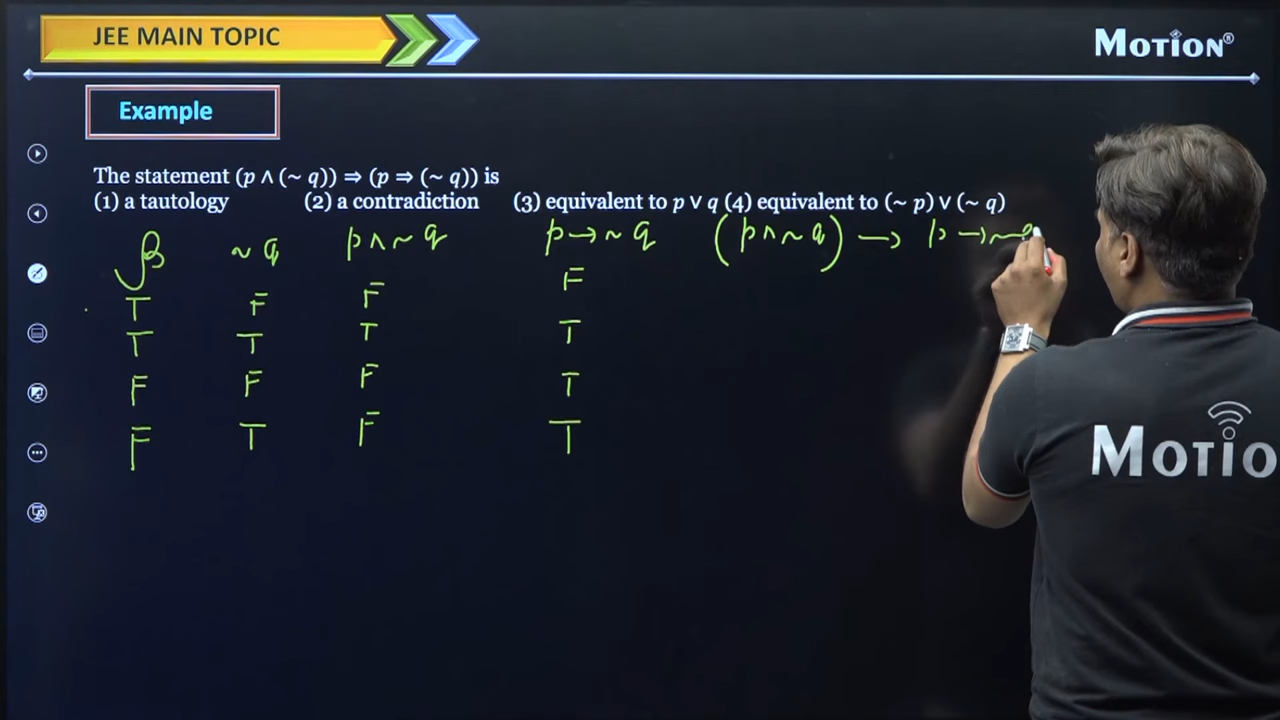 JEE MAIN TOPIC
MOTION®
Example
The statement (p ∧ (~ q)) ⇒ (p ⇒ (~ q)) is
(1) a tautology (2) a contradiction (3) equivalent to p ∨ q (4) equivalent to (~ p) ∨ (~ q)
p ~ q p ∧ ~ q p → ~ q (p ∧ ~ q) → p → ~ q
T F F F
T T T T
F F F T
F T F T
MOTIO